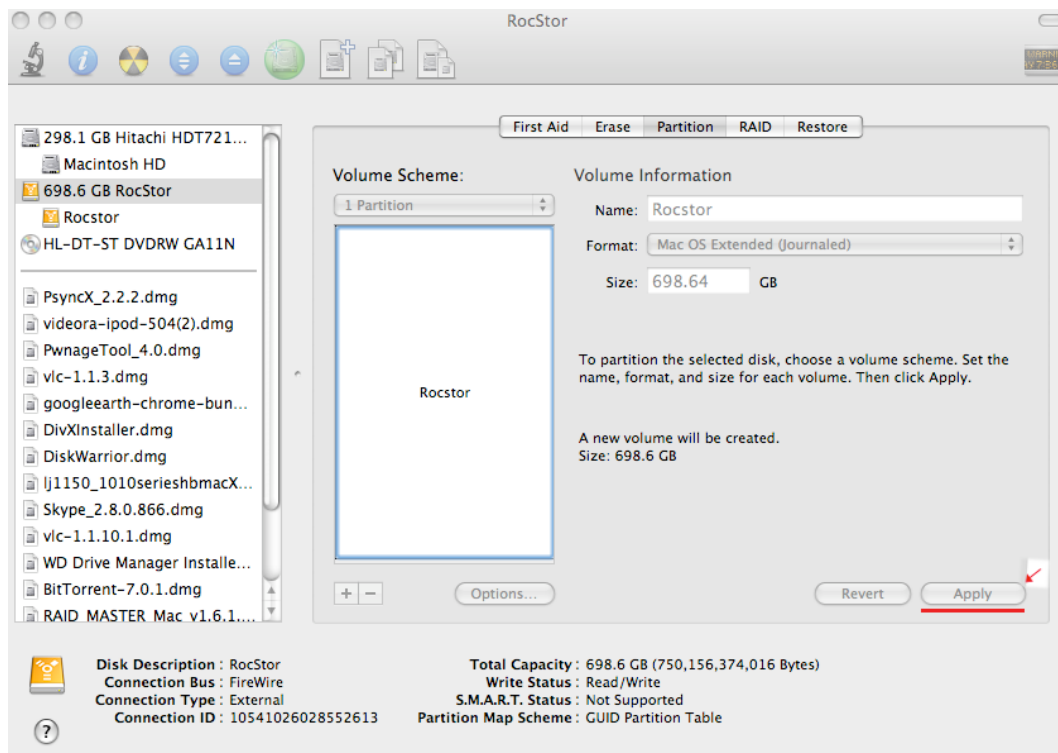 RocStor
298.1 GB Hitachi HDT721...
Macintosh HD
698.6 GB RocStor
Rocstor
HL-DT-ST DVDRW GA11N
PsyncX_2.2.2.dmg
videora-ipod-504(2).dmg
PwnageTool_4.0.dmg
vlc-1.1.3.dmg
googleearth-chrome-bun...
DivXInstaller.dmg
DiskWarrior.dmg
lj1150_1010serieshbmacX...
Skype_2.8.0.866.dmg
vlc-1.1.10.1.dmg
WD Drive Manager Installe...
BitTorrent-7.0.1.dmg
RAID MASTER Mac v1.6.1....
First Aid Erase Partition RAID Restore
Volume Scheme:
1 Partition
Rocstor
+ − Options...
Volume Information
Name: Rocstor
Format: Mac OS Extended (Journaled)
Size: 698.64 GB
To partition the selected disk, choose a volume scheme. Set the
name, format, and size for each volume. Then click Apply.
A new volume will be created.
Size: 698.6 GB
Revert Apply
Disk Description : RocStor
Connection Bus : FireWire
Connection Type : External
Connection ID : 10541026028552613
Total Capacity : 698.6 GB (750,156,374,016 Bytes)
Write Status : Read/Write
S.M.A.R.T. Status : Not Supported
Partition Map Scheme : GUID Partition Table
?